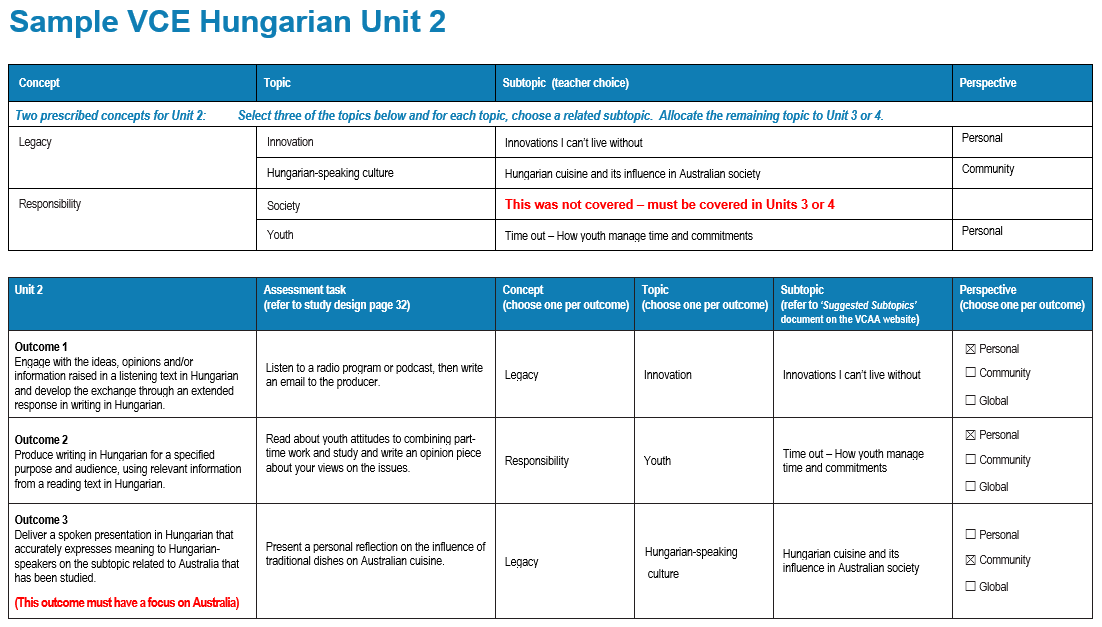 Sample VCE Hungarian Unit 2
Concept Topic Subtopic (teacher choice) Perspective
Two prescribed concepts for Unit 2: Select three of the topics below and for each topic, choose a related subtopic. Allocate the remaining topic to Unit 3 or 4.
Legacy Innovation Innovations I can't live without Personal
Hungarian-speaking culture Hungarian cuisine and its influence in Australian society Community
Responsibility Society This was not covered – must be covered in Units 3 or 4
Youth Time out – How youth manage time and commitments Personal
Unit 2
Assessment task
(refer to study design page 32)
Concept
(choose one per outcome)
Topic
(choose one per outcome)
Subtopic
(refer to 'Suggested Subtopics'
document on the VCAA website)
Perspective
(choose one per outcome)
Outcome 1
Engage with the ideas, opinions and/or
information raised in a listening text in Hungarian
and develop the exchange through an extended
response in writing in Hungarian.
Listen to a radio program or podcast, then write
an email to the producer.
Legacy
Innovation
Innovations I can't live without
☒ Personal
☐ Community
☐ Global
Outcome 2
Produce writing in Hungarian for a specified
purpose and audience, using relevant information
from a reading text in Hungarian.
Read about youth attitudes to combining part-
time work and study and write an opinion piece
about your views on the issues.
Responsibility
Youth
Time out – How youth manage
time and commitments
☒ Personal
☐ Community
☐ Global
Outcome 3
Deliver a spoken presentation in Hungarian that
accurately expresses meaning to Hungarian-
speakers on the subtopic related to Australia that
has been studied.
(This outcome must have a focus on Australia)
Present a personal reflection on the influence of
traditional dishes on Australian cuisine.
Legacy
Hungarian-speaking
culture
Hungarian cuisine and its
influence in Australian society
☐ Personal
☒ Community
☐ Global